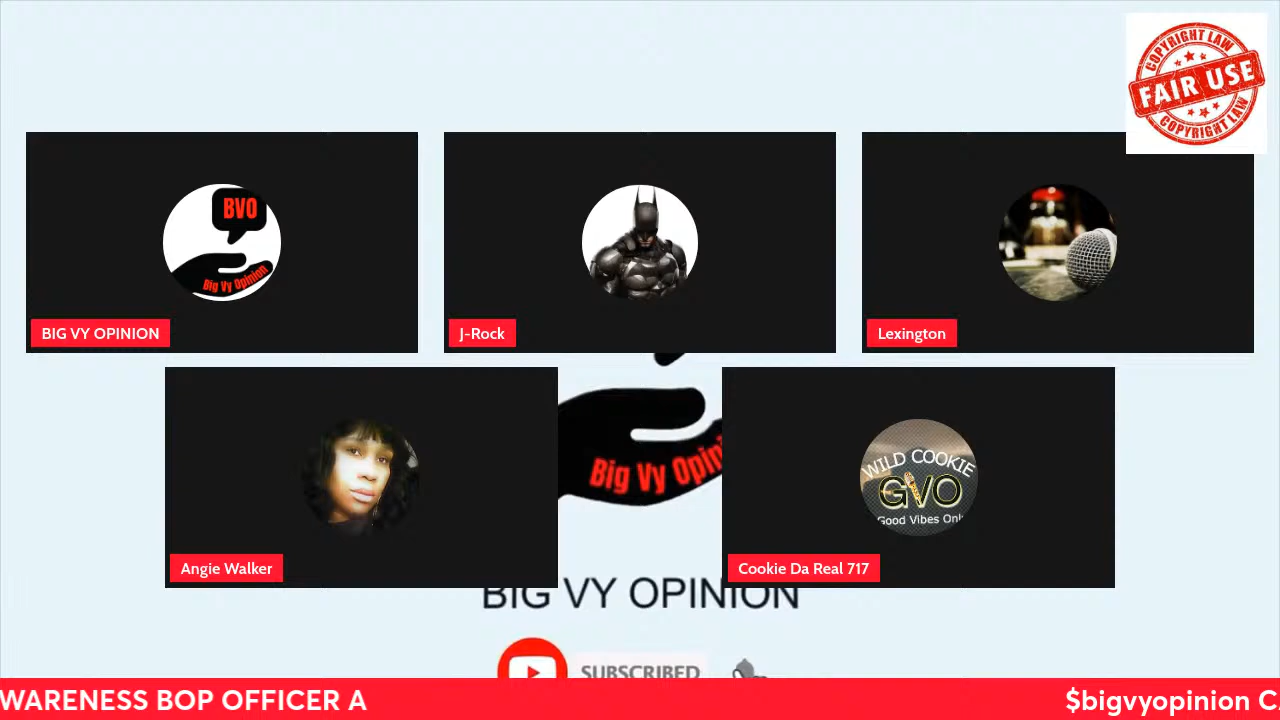 COPYRIGHT LAW
FAIR USE
COPYRIGHT LAW
BVO
Big Vy Opinion
BIG VY OPINION
J-Rock
Lexington
Big Vy Opin
WILD COOKIE
GVO
Good Vibes Onl
Angie Walker
Cookie Da Real 717
BIG VY OPINION
SUBSCRIBED
WARENESS BOP OFFICER A
$bigvyopinion CA